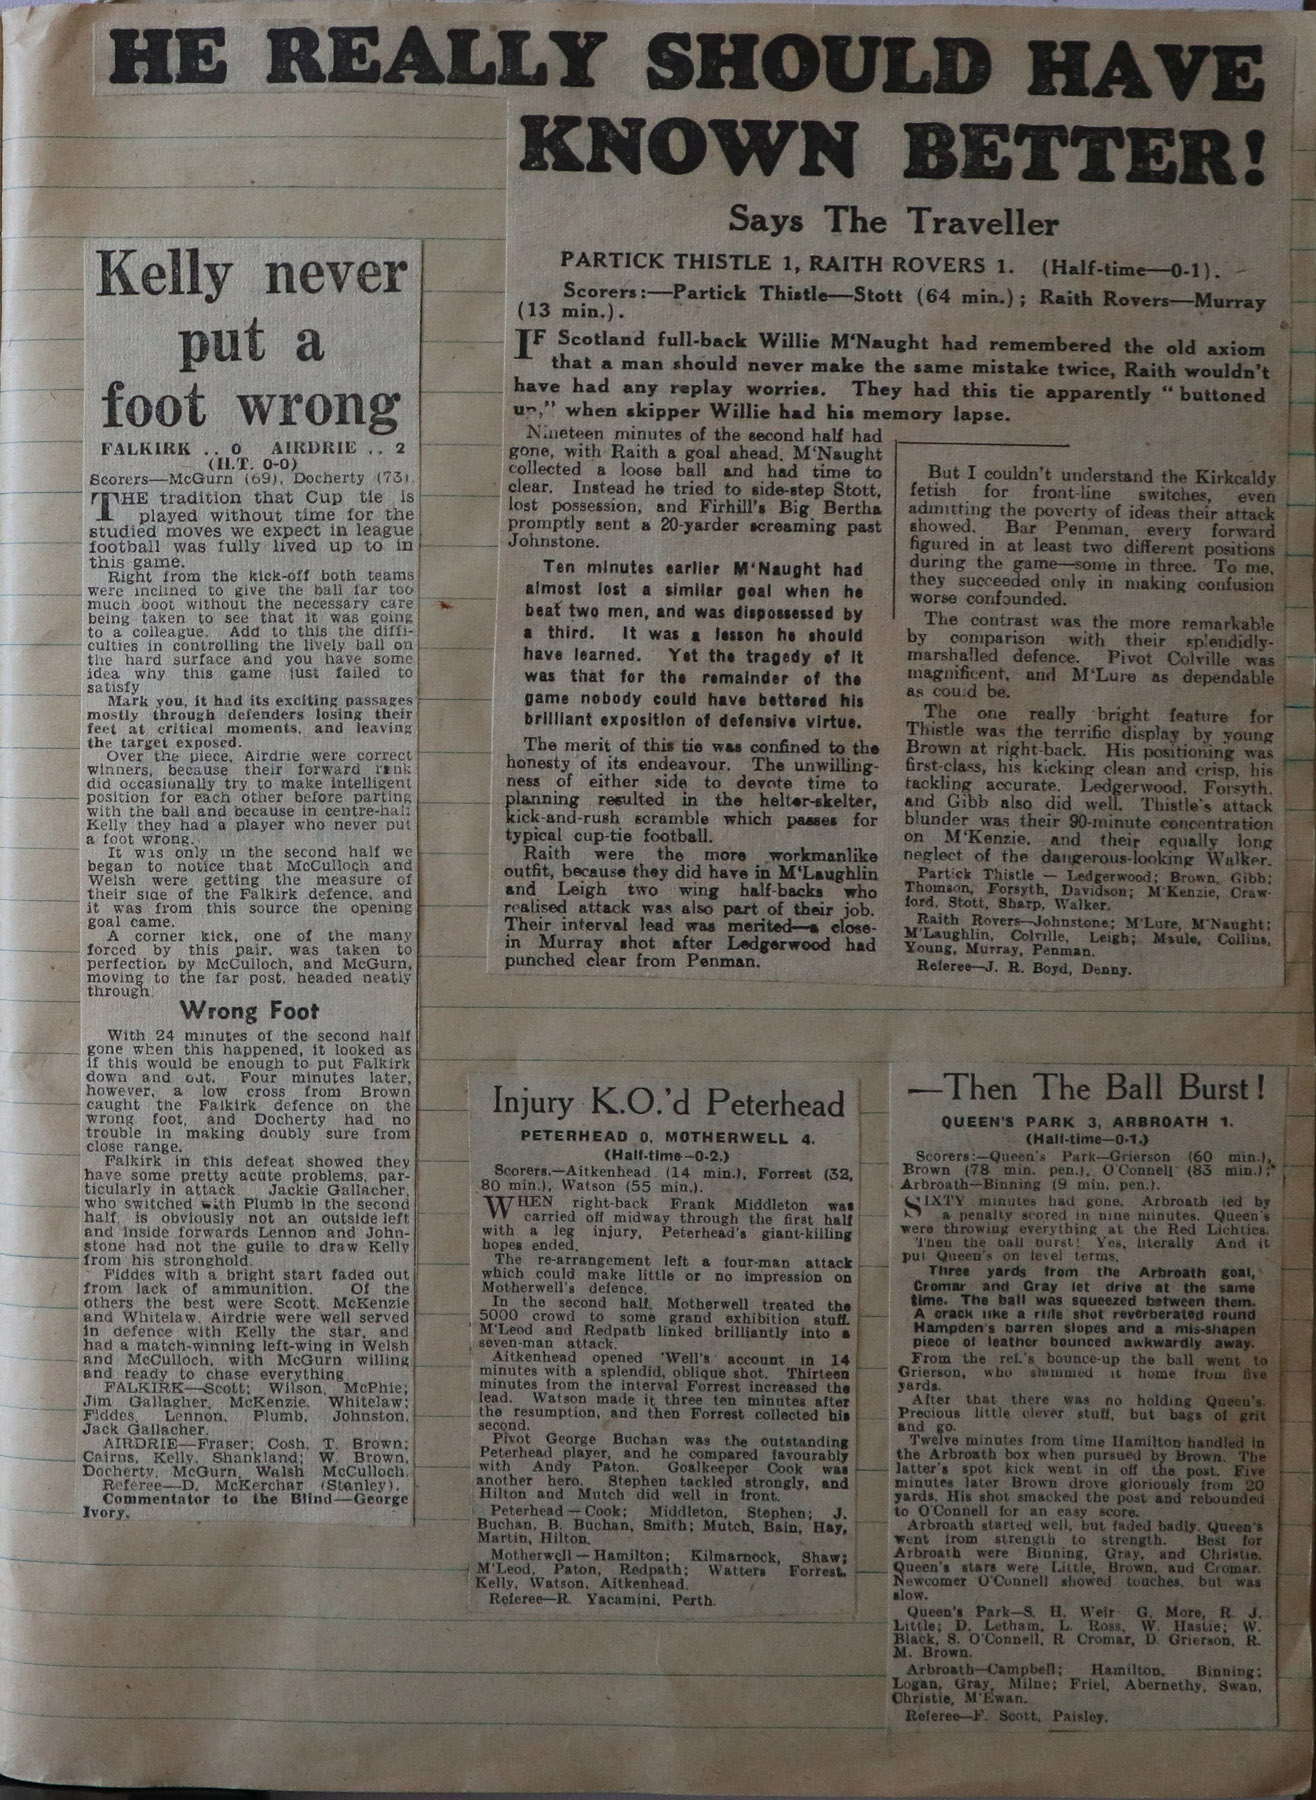 HE REALLY SHOULD HAVE
KNOWN BETTER!
Says The Traveller
PARTICK THISTLE 1, RAITH ROVERS 1. (Half-time—0-1).
Scorers:—Partick Thistle—Stott (64 min.); Raith Rovers—Murray
(13 min.).
IF Scotland full-back Willie M'Naught had remembered the old axiom
that a man should never make the same mistake twice, Raith wouldn't
have had any replay worries. They had this tie apparently "buttoned
up," when skipper Willie had his memory lapse.
Nineteen minutes of the second half had
gone, with Raith a goal ahead. M'Naught
collected a loose ball and had time to
clear. Instead he tried to side-step Stott,
lost possession, and Firhill's Big Bertha
promptly sent a 20-yarder screaming past
Johnstone.
Ten minutes earlier M'Naught had
almost lost a similar goal when he
beat two men, and was dispossessed by
a third. It was a lesson he should
have learned. Yet the tragedy of it
was that for the remainder of the
game nobody could have bettered his
brilliant exposition of defensive virtue.
The merit of this tie was confined to the
honesty of its endeavour. The unwilling-
ness of either side to devote time to
planning resulted in the helter-skelter,
kick-and-rush scramble which passes for
typical cup-tie football.
Raith were the more workmanlike
outfit, because they did have in M'Laughlin
and Leigh two wing half-backs who
realised attack was also part of their job.
Their interval lead was merited—a close-
in Murray shot after Ledgerwood had
punched clear from Penman.
But I couldn't understand the Kirkcaldy
fetish for front-line switches, even
admitting the poverty of ideas their attack
showed. Bar Penman, every forward
figured in at least two different positions
during the game—some in three. To me,
they succeeded only in making confusion
worse confounded.
The contrast was the more remarkable
by comparison with their splendidly-
marshalled defence. Pivot Colville was
magnificent, and M'Lure as dependable
as could be.
The one really bright feature for
Thistle was the terrific display by young
Brown at right-back. His positioning was
first-class, his kicking clean and crisp, his
tackling accurate. Ledgerwood, Forsyth,
and Gibb also did well. Thistle's attack
blunder was their 90-minute concentration
on M'Kenzie, and their equally long
neglect of the dangerous-looking Walker.
Partick Thistle — Ledgerwood; Brown, Gibb;
Thomson, Forsyth, Davidson; M'Kenzie, Craw-
ford, Stott, Sharp, Walker.
Raith Rovers—Johnstone; M'Lure, M'Naught;
M'Laughlin, Colville, Leigh; Maule, Collins,
Young, Murray, Penman.
Referee—J. R. Boyd, Denny.
Kelly never
put a
foot wrong
FALKIRK .. 0 AIRDRIE .. 2
(H.T. 0-0)
Scorers—McGurn (69), Docherty (73).
THE tradition that Cup tie is
played without time for the
studied moves we expect in league
football was fully lived up to in
this game.
Right from the kick-off both teams
were inclined to give the ball far too
much boot without the necessary care
being taken to see that it was going
to a colleague. Add to this the diffi-
culties in controlling the lively ball on
the hard surface and you have some
idea why this game just failed to
satisfy
Mark you, it had its exciting passages
mostly through defenders losing their
feet at critical moments, and leaving
the target exposed.
Over the piece, Airdrie were correct
winners, because their forward rank
did occasionally try to make intelligent
position for each other before parting
with the ball and because in centre-half
Kelly they had a player who never put
a foot wrong.
It was only in the second half we
began to notice that McCulloch and
Welsh were getting the measure of
their side of the Falkirk defence, and
it was from this source the opening
goal came.
A corner kick, one of the many
forced by this pair, was taken to
perfection by McCulloch, and McGurn,
moving to the far post, headed neatly
through.
Wrong Foot
With 24 minutes of the second half
gone when this happened, it looked as
if this would be enough to put Falkirk
down and out. Four minutes later,
however, a low cross from Brown
caught the Falkirk defence on the
wrong foot, and Docherty had no
trouble in making doubly sure from
close range.
Falkirk in this defeat showed they
have some pretty acute problems, par-
ticularly in attack Jackie Gallacher,
who switched with Plumb in the second
half, is obviously not an outside left
and inside forwards Lennon and John-
stone had not the guile to draw Kelly
from his stronghold.
Fiddes with a bright start faded out
from lack of ammunition. Of the
others the best were Scott, McKenzie
and Whitelaw. Airdrie were well served
in defence with Kelly the star, and
had a match-winning left-wing in Welsh
and McCulloch, with McGurn willing
and ready to chase everything
FALKIRK—Scott; Wilson, McPhie;
Jim Gallagher, McKenzie, Whitelaw;
Fiddes, Lennon, Plumb, Johnston,
Jack Gallacher.
AIRDRIE—Fraser; Cosh, T. Brown;
Cairns, Kelly, Shankland; W. Brown,
Docherty, McGurn, Walsh McCulloch.
Referee—D. McKerchar (Stanley).
Commentator to the Blind—George
Ivory.
Injury K.O.'d Peterhead
PETERHEAD 0, MOTHERWELL 4.
(Half-time—0-2.)
Scorers.—Aitkenhead (14 min.), Forrest (32,
80 min.), Watson (55 min.).
WHEN right-back Frank Middleton was
carried off midway through the first half
with a leg injury, Peterhead's giant-killing
hopes ended.
The re-arrangement left a four-man attack
which could make little or no impression on
Motherwell's defence.
In the second half, Motherwell treated the
5000 crowd to some grand exhibition stuff.
M'Leod and Redpath linked brilliantly into a
seven-man attack.
Aitkenhead opened 'Well's account in 14
minutes with a splendid, oblique shot. Thirteen
minutes from the interval Forrest increased the
lead. Watson made it three ten minutes after
the resumption, and then Forrest collected his
second.
Pivot George Buchan was the outstanding
Peterhead player, and he compared favourably
with Andy Paton. Goalkeeper Cook was
another hero. Stephen tackled strongly, and
Hilton and Mutch did well in front.
Peterhead—Cook; Middleton, Stephen; J.
Buchan, B. Buchan, Smith; Mutch, Bain, Hay,
Martin, Hilton.
Motherwell—Hamilton; Kilmarnock, Shaw;
M'Leod, Paton, Redpath; Watters Forrest,
Kelly, Watson, Aitkenhead.
Referee—R. Yacamini, Perth.
—Then The Ball Burst!
QUEEN'S PARK 3, ARBROATH 1.
(Half-time—0-1.)
Scorers:—Queen's Park—Grierson (60 min.),
Brown (78 min. pen.), O'Connell (83 min.);
Arbroath—Binning (9 min. pen.).
SIXTY minutes had gone. Arbroath led by
a penalty scored in nine minutes. Queen's
were throwing everything at the Red Lichties.
Then the ball burst! Yes, literally And it
put Queen's on level terms.
Three yards from the Arbroath goal,
Cromar and Gray let drive at the same
time. The ball was squeezed between them.
A crack like a rifle shot reverberated round
Hampden's barren slopes and a mis-shapen
piece of leather bounced awkwardly away.
From the ref.'s bounce-up the ball went to
Grierson, who slammed it home from five
yards.
After that there was no holding Queen's.
Precious little clever stuff, but bags of grit
and go.
Twelve minutes from time Hamilton handled in
the Arbroath box when pursued by Brown. The
latter's spot kick went in off the post. Five
minutes later Brown drove gloriously from 20
yards. His shot smacked the post and rebounded
to O'Connell for an easy score.
Arbroath started well, but faded badly. Queen's
went from strength to strength. Best for
Arbroath were Binning, Gray, and Christie.
Queen's stars were Little, Brown, and Cromar.
Newcomer O'Connell showed touches, but was
slow.
Queen's Park—S. H. Weir G. More, R. J.
Little; D. Letham, L. Ross, W. Hastie; W.
Black, S. O'Connell, R Cromar, D. Grierson, R.
M. Brown.
Arbroath—Campbell; Hamilton, Binning;
Logan, Gray, Milne; Friel, Abernethy, Swan,
Christie, M'Ewan.
Referee—F. Scott, Paisley.